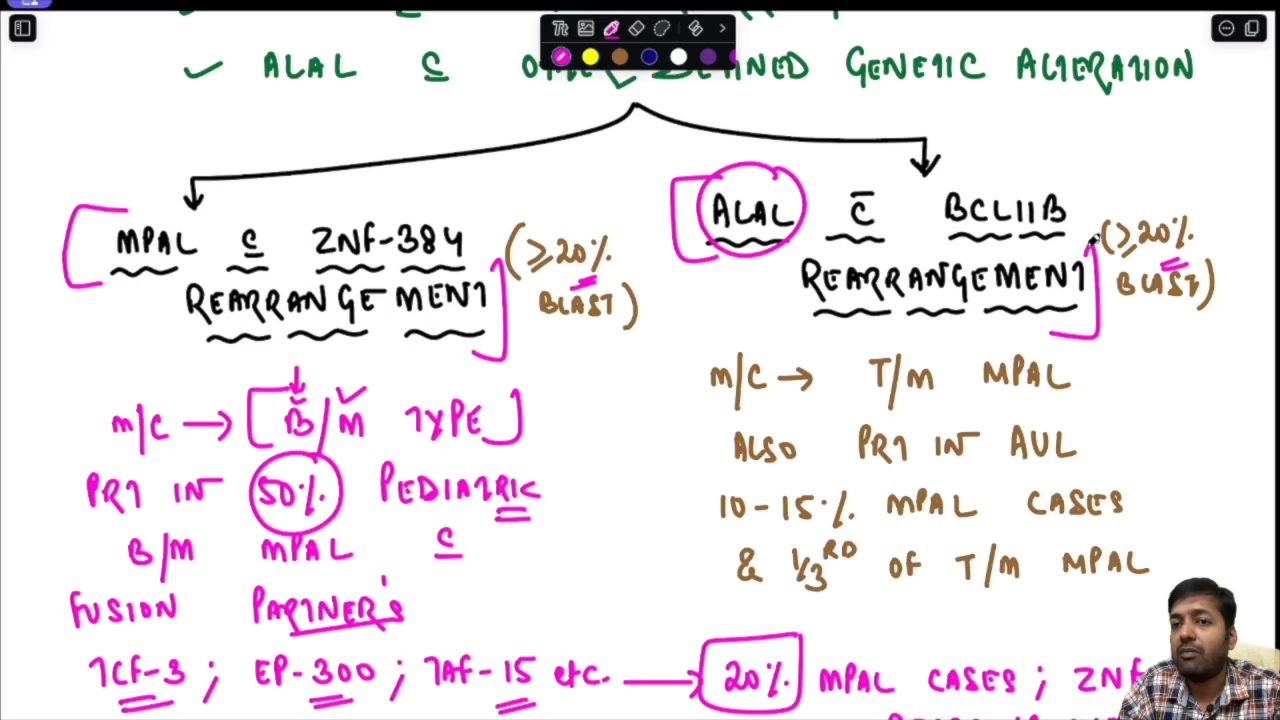 ✓ ALAL c̲ DEFINED GENETIC ALTERATION
MPAL c̲ ZNF-384
REARRANGEMENT
(≥20%
BLAST)
ALAL c̄ BCL11B
REARRANGEMENT
(≥20%
BLAST)
M/C → [B/M TYPE]
PRT IN 50% PEDIATRIC
B/M MPAL c̲
FUSION PARTNER'S
TCF-3 ; EP-300 ; TAF-15 etc. → 20% MPAL CASES ; ZNF
M/C → T/M MPAL
ALSO PRT IN AUL
10-15% MPAL CASES
& 1/3RD OF T/M MPAL